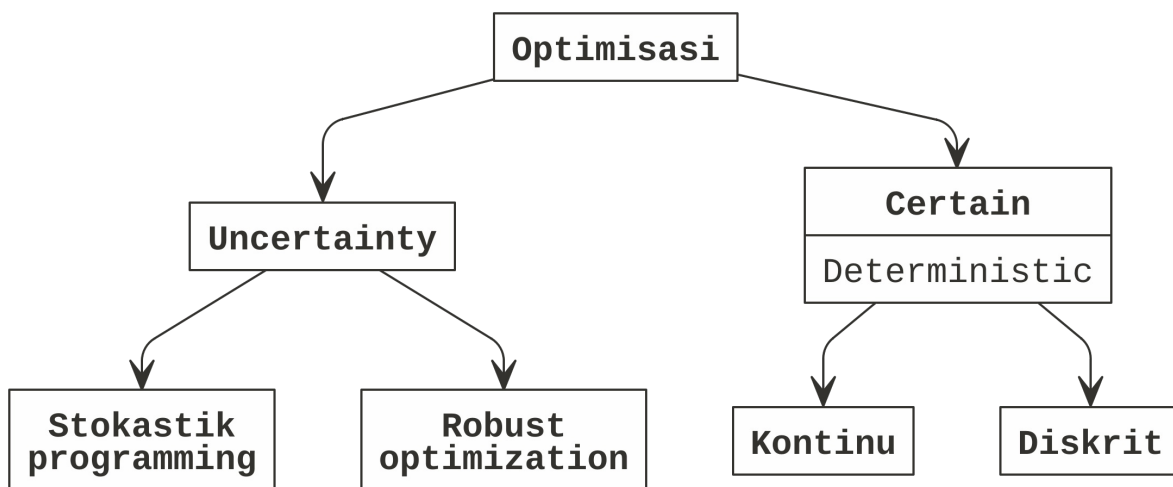 Optimisasi
Uncertainty
Certain
Deterministic
Stokastik
programming
Robust
optimization
Kontinu
Diskrit